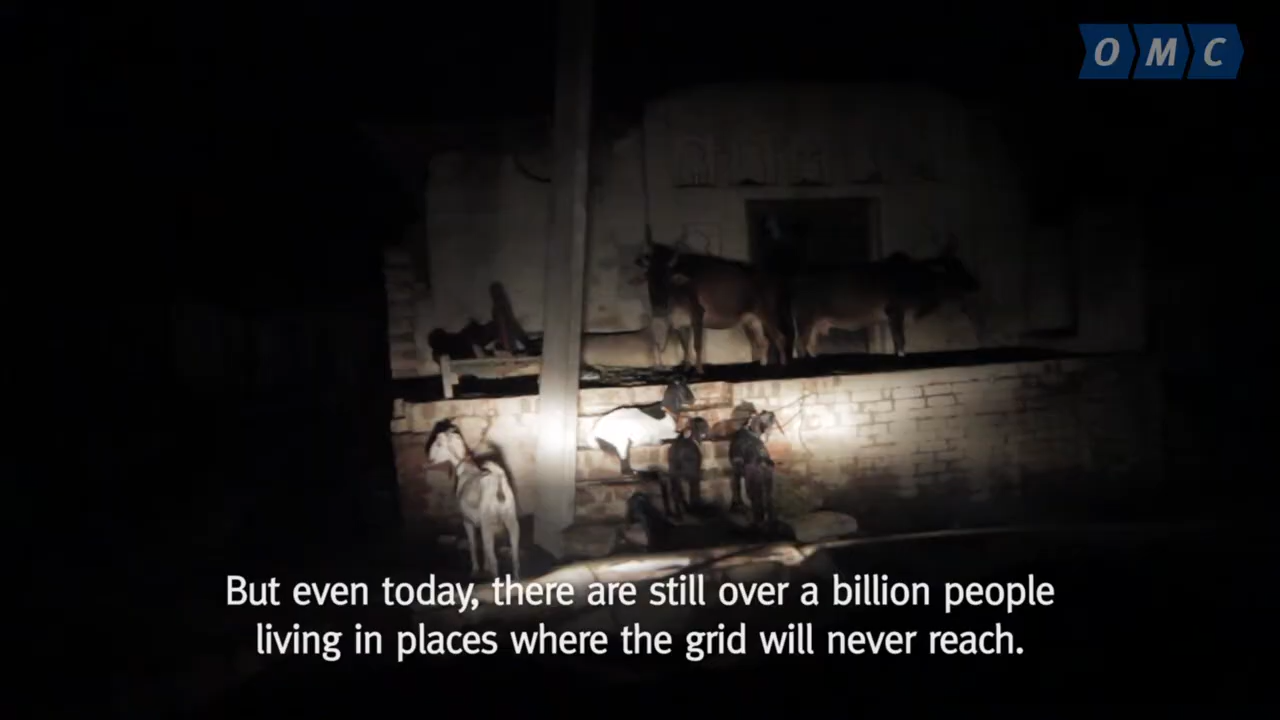 OMC
But even today, there are still over a billion people
living in places where the grid will never reach.